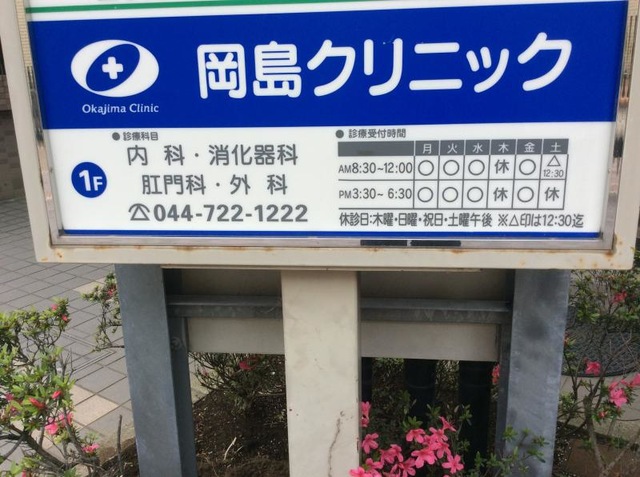 岡島クリニック
Okajima Clinic
●診療科目
1F
内科・消化器科
肛門科・外科
☎044-722-1222
●診療受付時間
月 火 水 木 金 土
AM8:30~12:00 ○ ○ ○ 休 ○ △12:30
PM3:30~6:30 ○ ○ ○ 休 ○ 休
休診日:木曜・日曜・祝日・土曜午後 ※△印は12:30迄